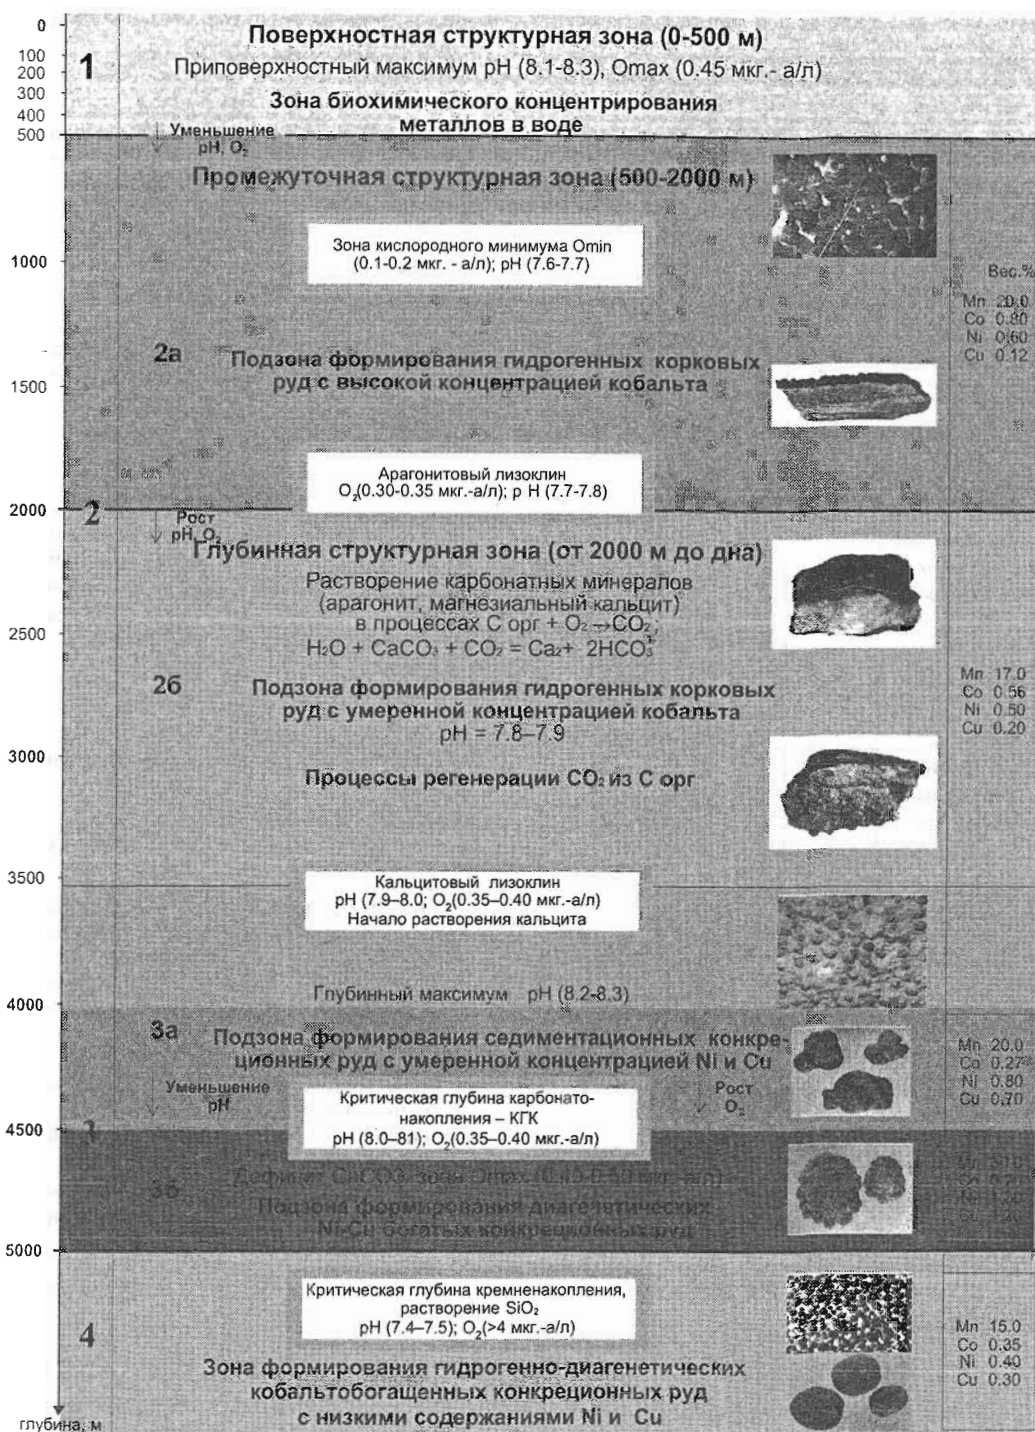 0
100
200
300
400
500
1
Поверхностная структурная зона (0-500 м)
Приповерхностный максимум pH (8.1-8.3), Omax (0.45 мкг.- а/л)
Зона биохимического концентрирования
металлов в воде
Уменьшение
pH, O₂
Промежуточная структурная зона (500-2000 м)
Зона кислородного минимума Omin
(0.1-0.2 мкг. - а/л); pH (7.6-7.7)
1000
Вес.%
Mn 20.0
Co 0.80
Ni 0.60
Cu 0.12
2а
Подзона формирования гидрогенных корковых
руд с высокой концентрацией кобальта
1500
Арагонитовый лизоклин
O₂(0.30-0.35 мкг.-а/л); p H (7.7-7.8)
2000
2
Рост
pH, O₂
Глубинная структурная зона (от 2000 м до дна)
Растворение карбонатных минералов
(арагонит, магнезиальный кальцит)
в процессах C орг + O₂→CO₂;
H₂O + CaCO₃ + CO₂ = Ca₂+ 2HCO₃⁺
2500
2б
Подзона формирования гидрогенных корковых
руд с умеренной концентрацией кобальта
pH = 7.8–7.9
Mn 17.0
Co 0.56
Ni 0.50
Cu 0.20
3000
Процессы регенерации CO₂ из C орг
3500
Кальцитовый лизоклин
pH (7.9–8.0; O₂(0.35–0.40 мкг.-а/л)
Начало растворения кальцита
Глубинный максимум pH (8.2-8.3)
4000
3а
Подзона формирования седиментационных конкре-
ционных руд с умеренной концентрацией Ni и Cu
Mn 20.0
Co 0.27
Ni 0.80
Cu 0.70
Уменьшение
pH
Рост
O₂
Критическая глубина карбонато-
накопления – КГК
pH (8.0–81); O₂(0.35–0.40 мкг.-а/л)
4500
3
Дефицит CaCO3, зоны Omax (0.45-0.50 мкг.-а/л)
3б
Подзона формирования диагенетических
Ni-Cu богатых конкреционных руд
5000
Критическая глубина кремненакопления,
растворение SiO₂
pH (7.4–7.5); O₂(>4 мкг.-а/л)
4
Mn 15.0
Co 0.35
Ni 0.40
Cu 0.30
Зона формирования гидрогенно-диагенетических
кобальтобогащенных конкреционных руд
с низкими содержаниями Ni и Cu
глубина, м